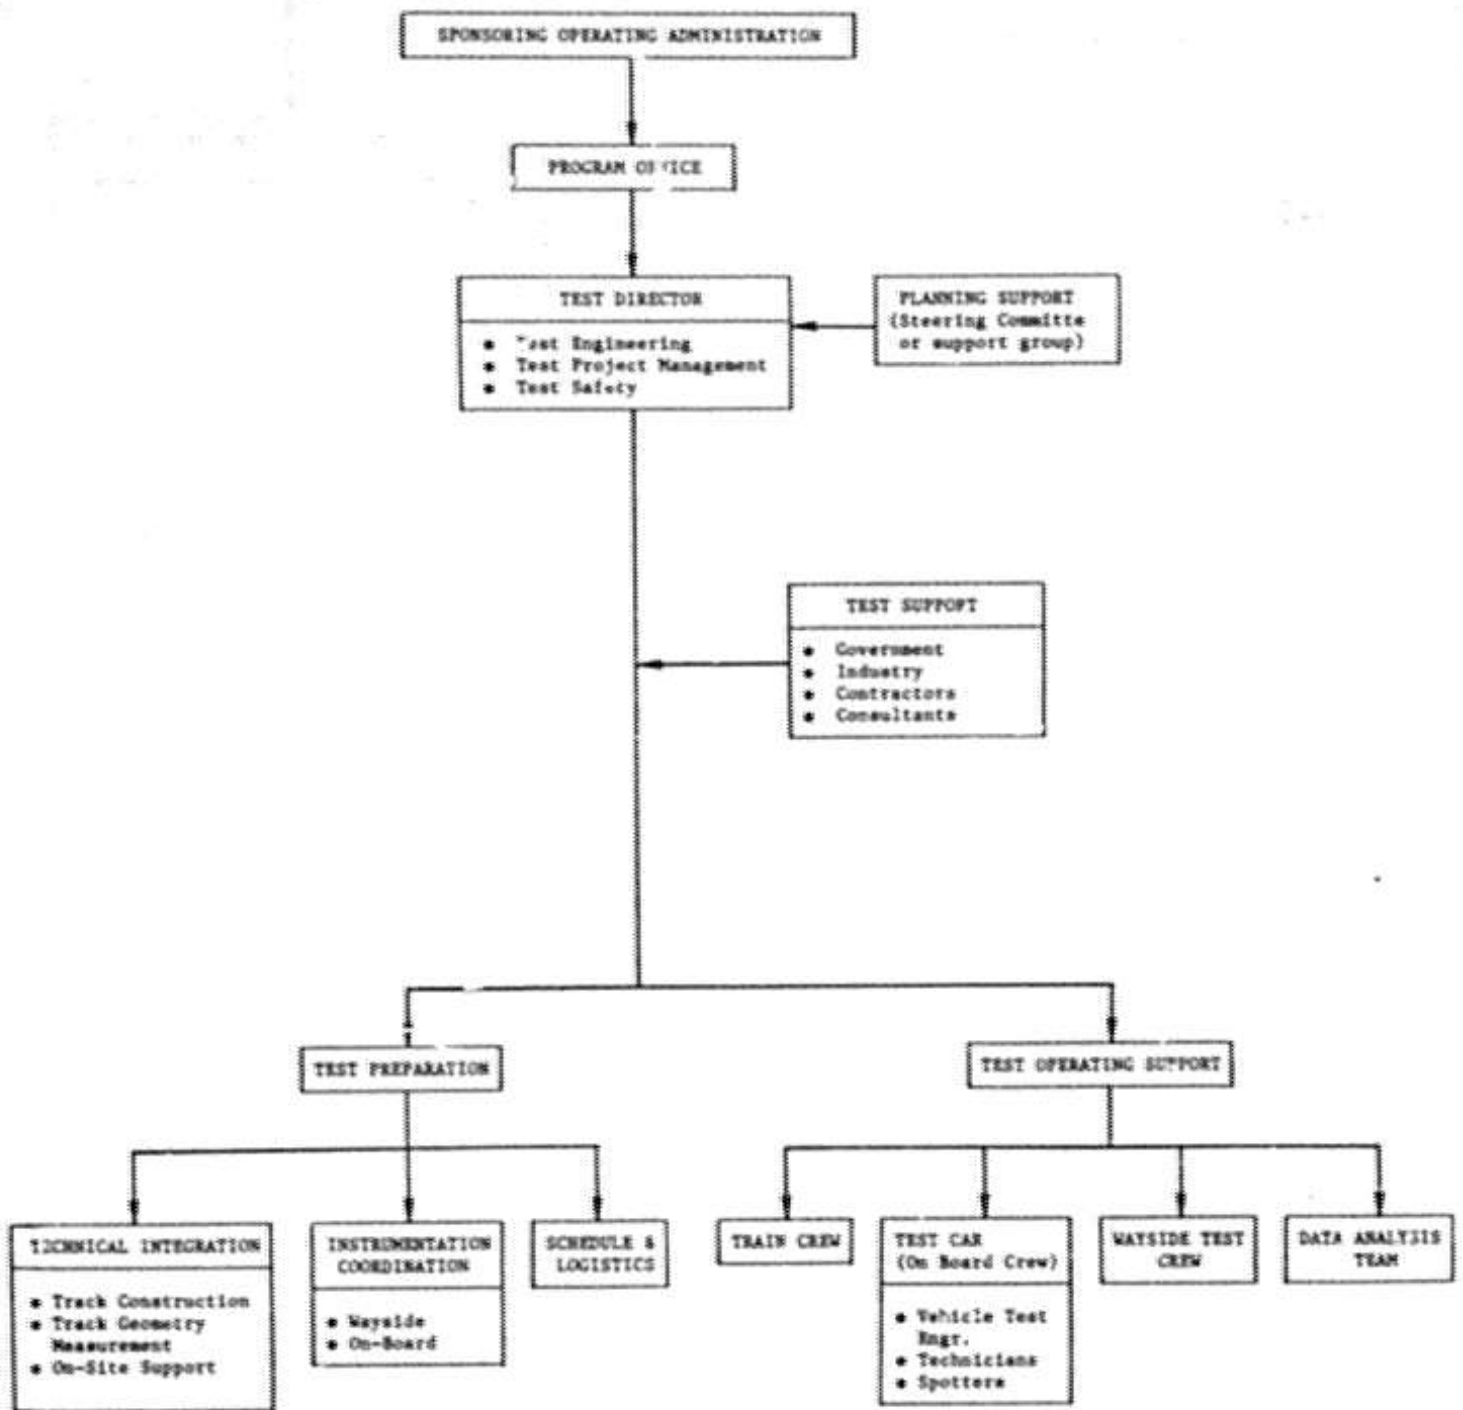 SPONSORING OPERATING ADMINISTRATION
PROGRAM OFFICE
TEST DIRECTOR
• Test Engineering
• Test Project Management
• Test Safety
PLANNING SUPPORT
(Steering Committe
or support group)
TEST SUPPORT
• Government
• Industry
• Contractors
• Consultants
TEST PREPARATION
TEST OPERATING SUPPORT
TECHNICAL INTEGRATION
• Track Construction
• Track Geometry
Measurement
• On-Site Support
INSTRUMENTATION
COORDINATION
• Wayside
• On-Board
SCHEDULE &
LOGISTICS
TRAIN CREW
TEST CAR
(On Board Crew)
• Vehicle Test
Engr.
• Technicians
• Spotters
WAYSIDE TEST
CREW
DATA ANALYSIS
TEAM